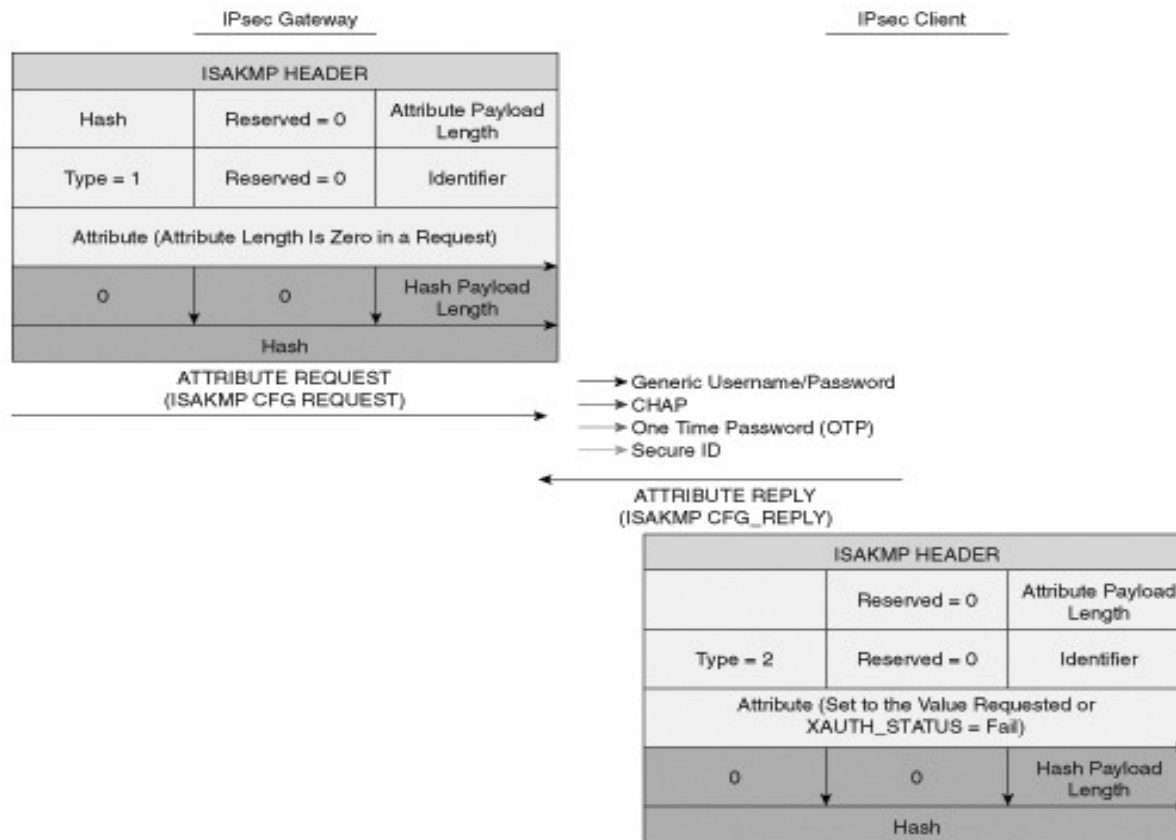 IPsec Gateway
IPsec Client
ISAKMP HEADER
Hash
Reserved = 0
Attribute Payload
Length
Type = 1
Reserved = 0
Identifier
Attribute (Attribute Length Is Zero in a Request)
0
0
Hash Payload
Length
Hash
ATTRIBUTE REQUEST
(ISAKMP CFG REQUEST)
Generic Username/Password
CHAP
One Time Password (OTP)
Secure ID
ATTRIBUTE REPLY
(ISAKMP CFG_REPLY)
ISAKMP HEADER
Reserved = 0
Attribute Payload
Length
Type = 2
Reserved = 0
Identifier
Attribute (Set to the Value Requested or
XAUTH_STATUS = Fail)
0
0
Hash Payload
Length
Hash